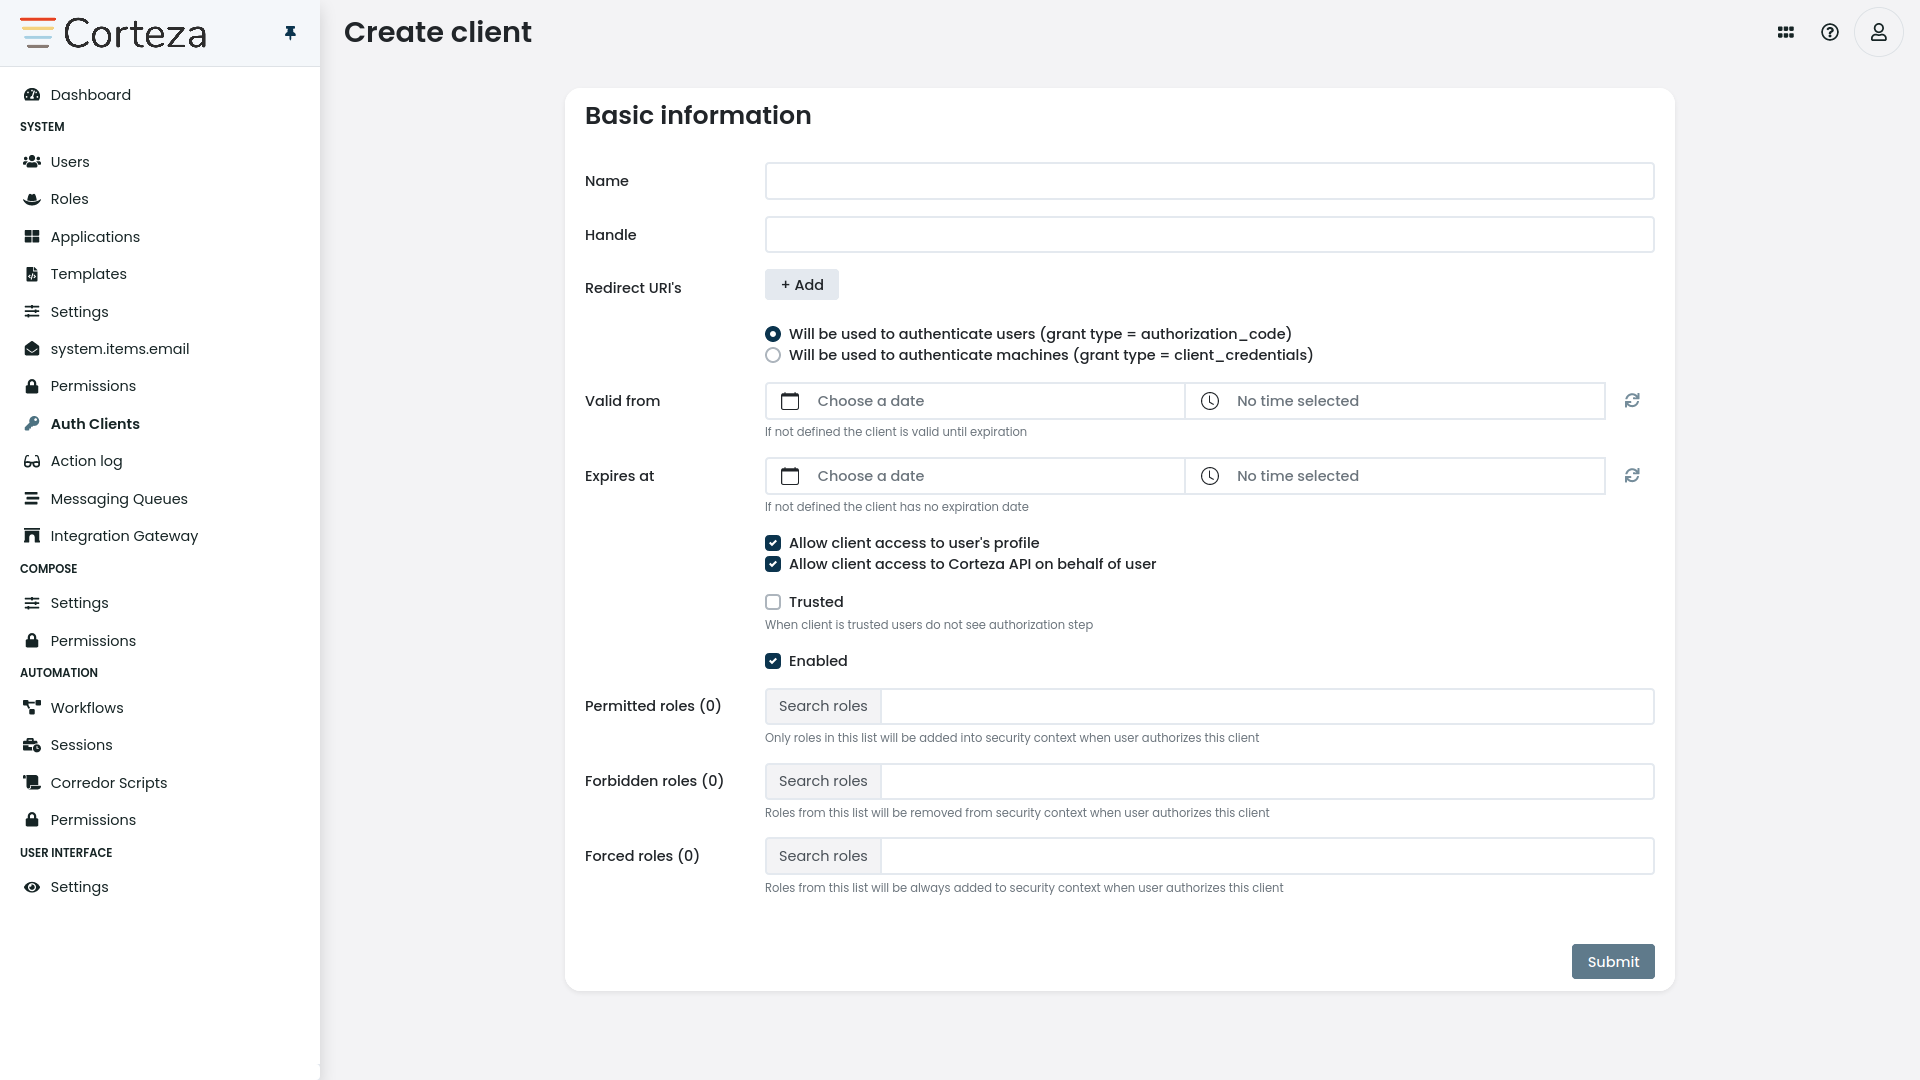 Corteza
Dashboard
SYSTEM
Users
Roles
Applications
Templates
Settings
system.items.email
Permissions
Auth Clients
Action log
Messaging Queues
Integration Gateway
COMPOSE
Settings
Permissions
AUTOMATION
Workflows
Sessions
Corredor Scripts
Permissions
USER INTERFACE
Settings
Create client
Basic information
Name
Handle
Redirect URI's
+ Add
Will be used to authenticate users (grant type = authorization_code)
Will be used to authenticate machines (grant type = client_credentials)
Valid from
Choose a date
No time selected
If not defined the client is valid until expiration
Expires at
Choose a date
No time selected
If not defined the client has no expiration date
Allow client access to user's profile
Allow client access to Corteza API on behalf of user
Trusted
When client is trusted users do not see authorization step
Enabled
Permitted roles (0)
Search roles
Only roles in this list will be added into security context when user authorizes this client
Forbidden roles (0)
Search roles
Roles from this list will be removed from security context when user authorizes this client
Forced roles (0)
Search roles
Roles from this list will be always added to security context when user authorizes this client
Submit